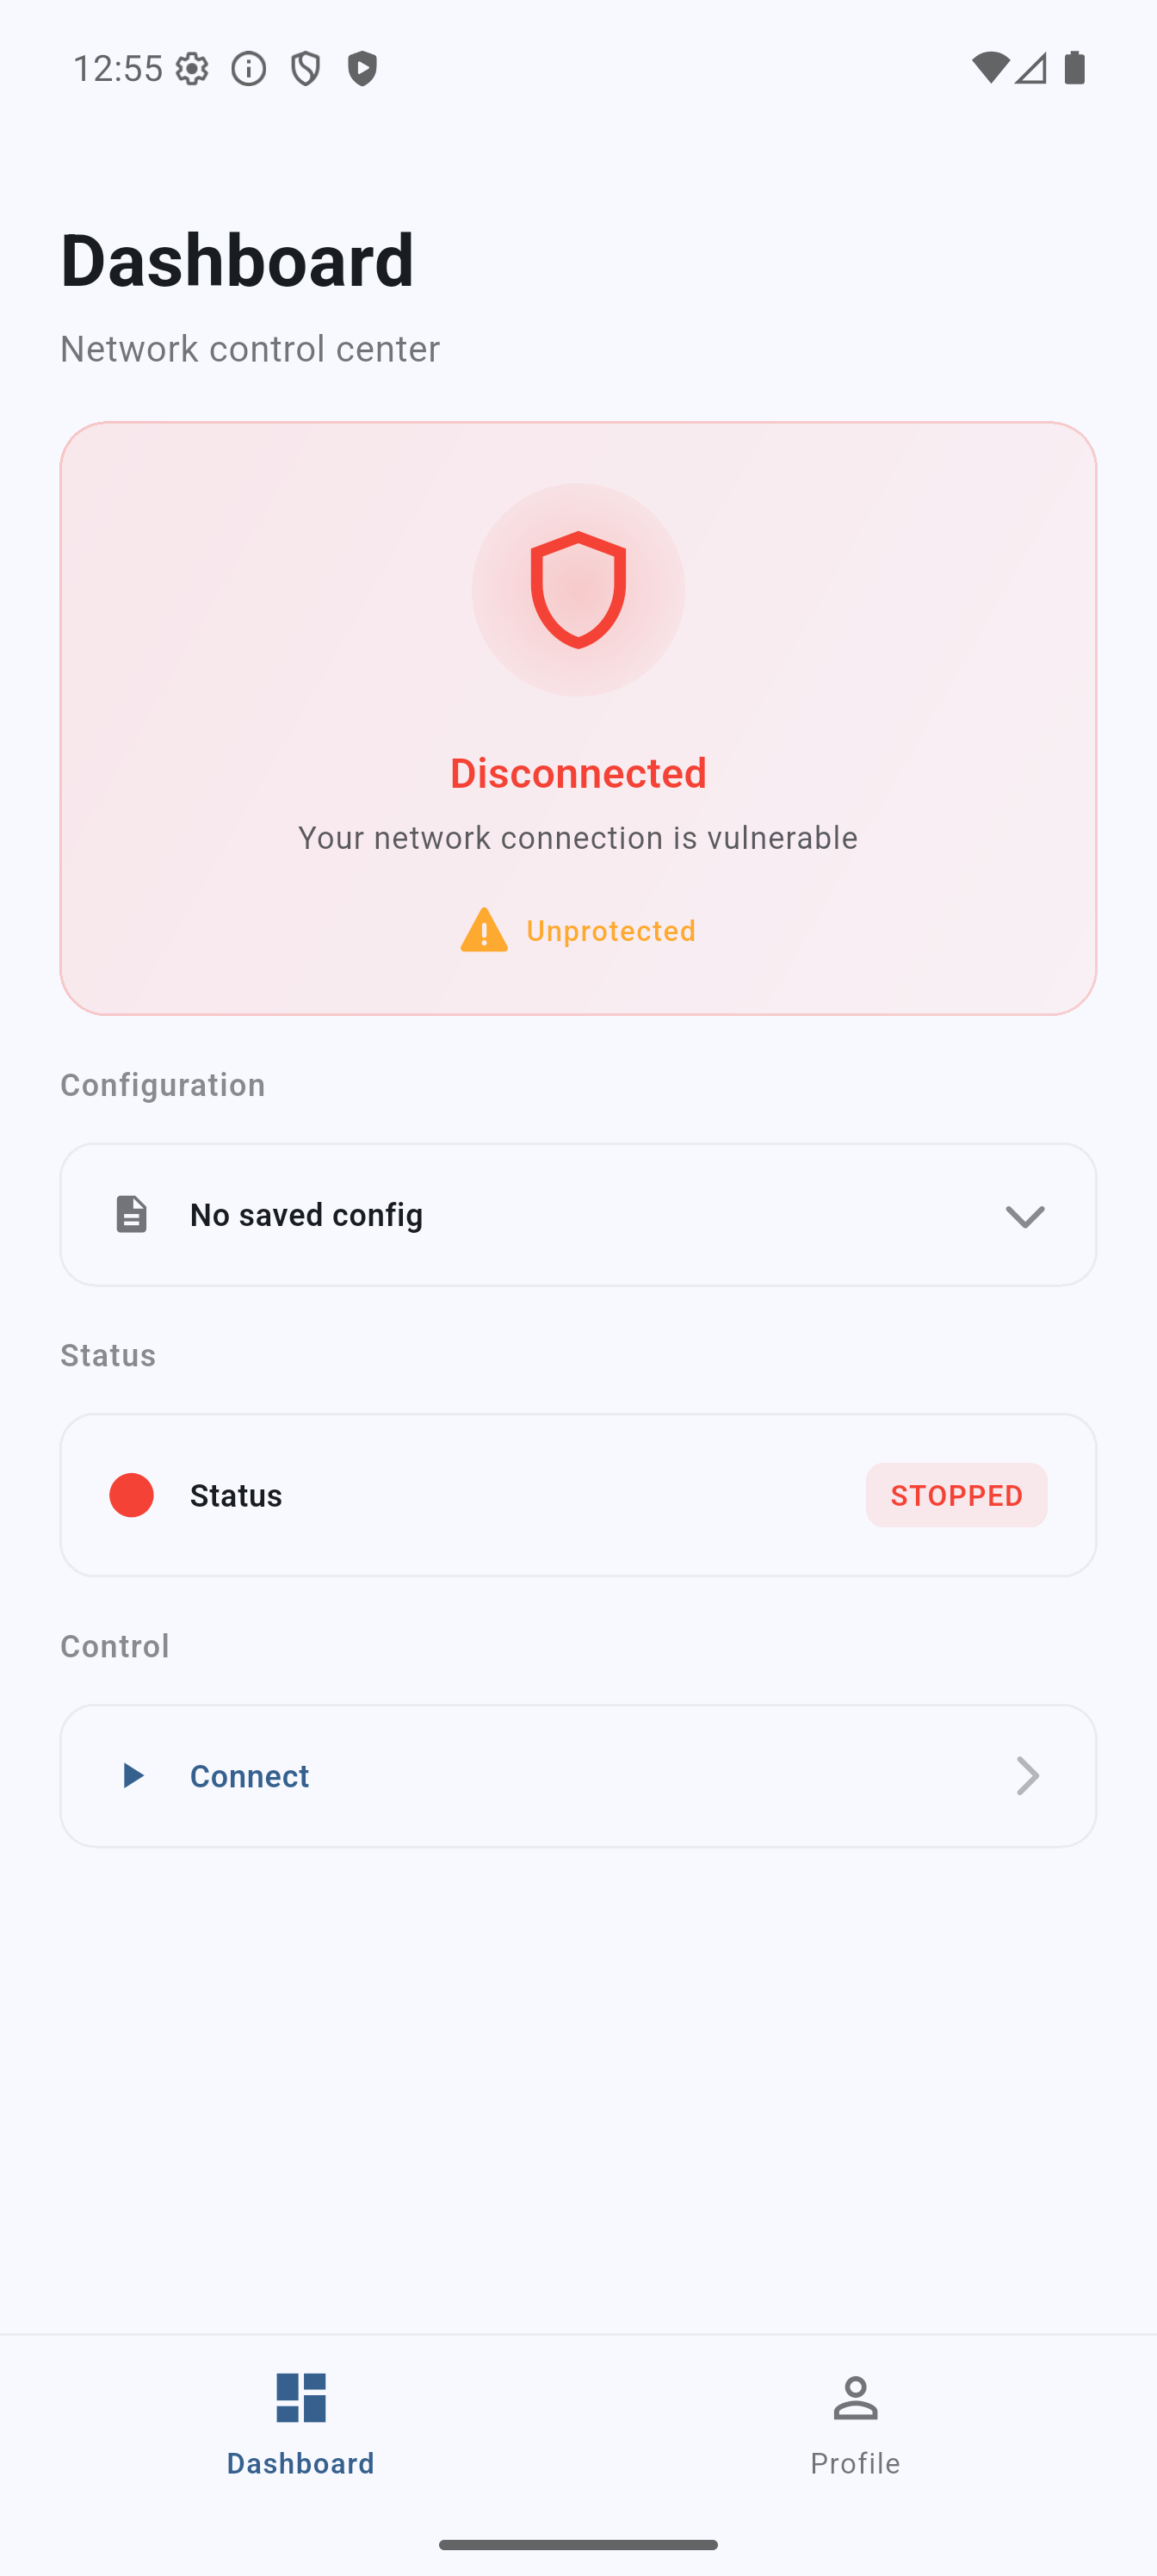 12:55
Dashboard
Network control center
Disconnected
Your network connection is vulnerable
Unprotected
Configuration
No saved config
Status
Status
STOPPED
Control
Connect
Dashboard
Profile